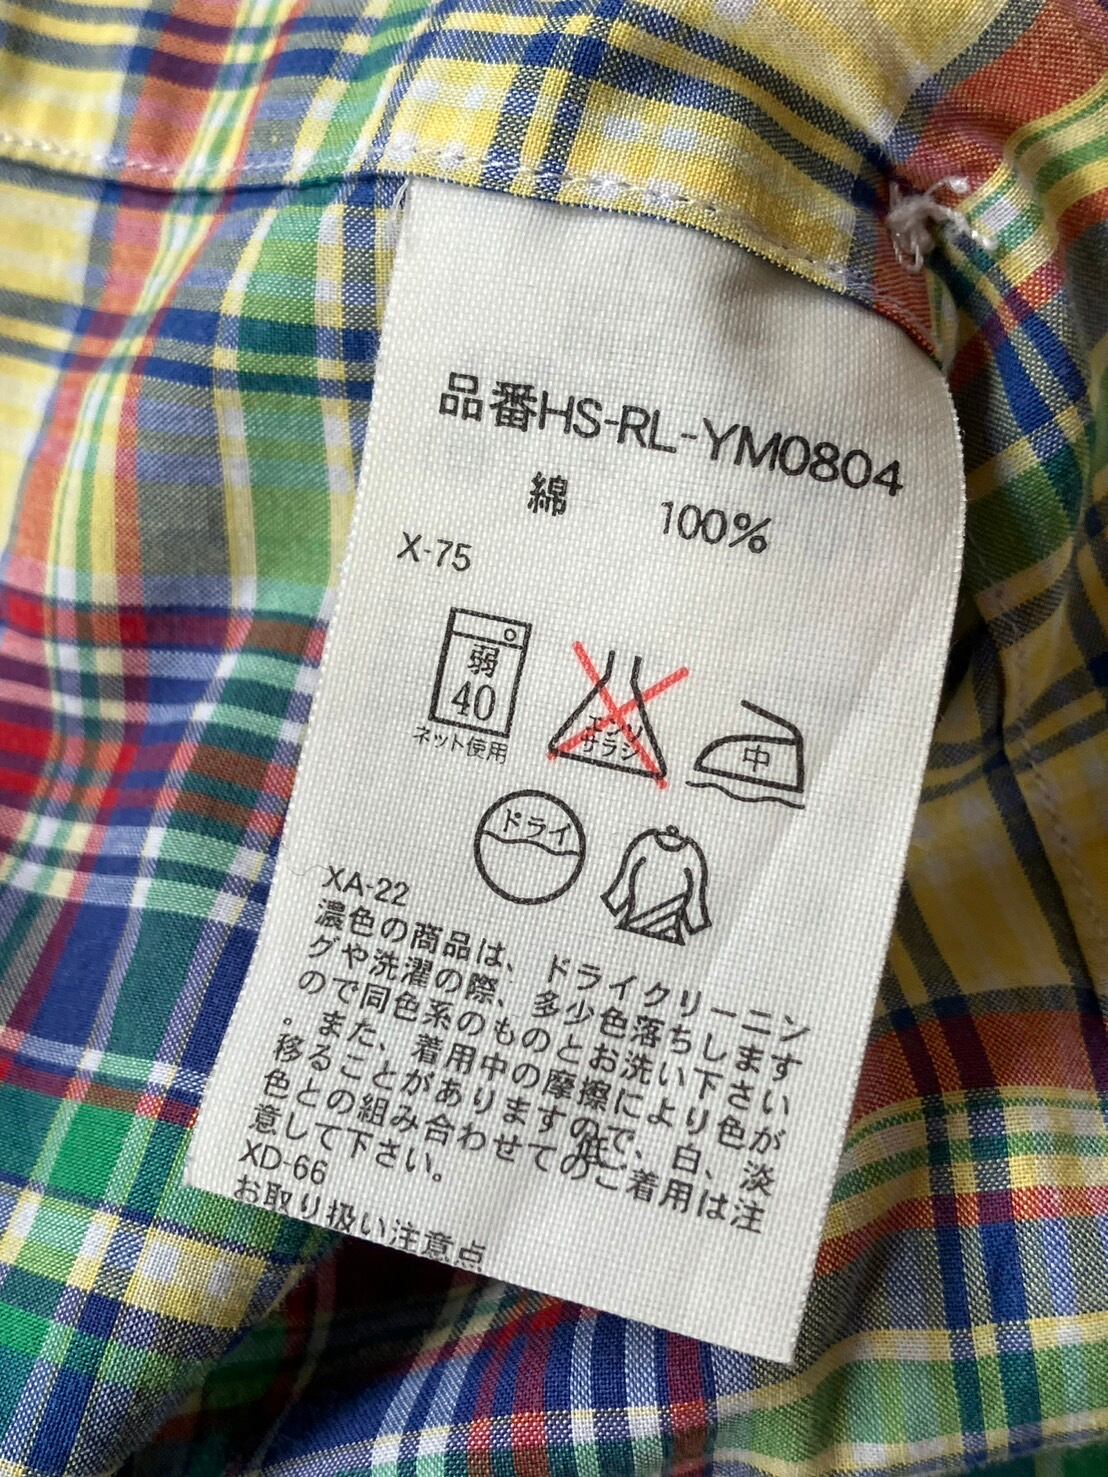 品番HS-RL-YM0804
綿 100%
X-75
弱
40
ネット使用
エンソ
サラシ
中
ドライ
XA-22
濃色の商品は、ドライクリーニン
グや洗濯の際、多少色落ちします
ので同色系のものとお洗い下さい
。また、着用中の摩擦により色が
移ることがありますので、白、淡
色との組み合わせてのご着用は注
意して下さい。
XD-66
お取り扱い注意点